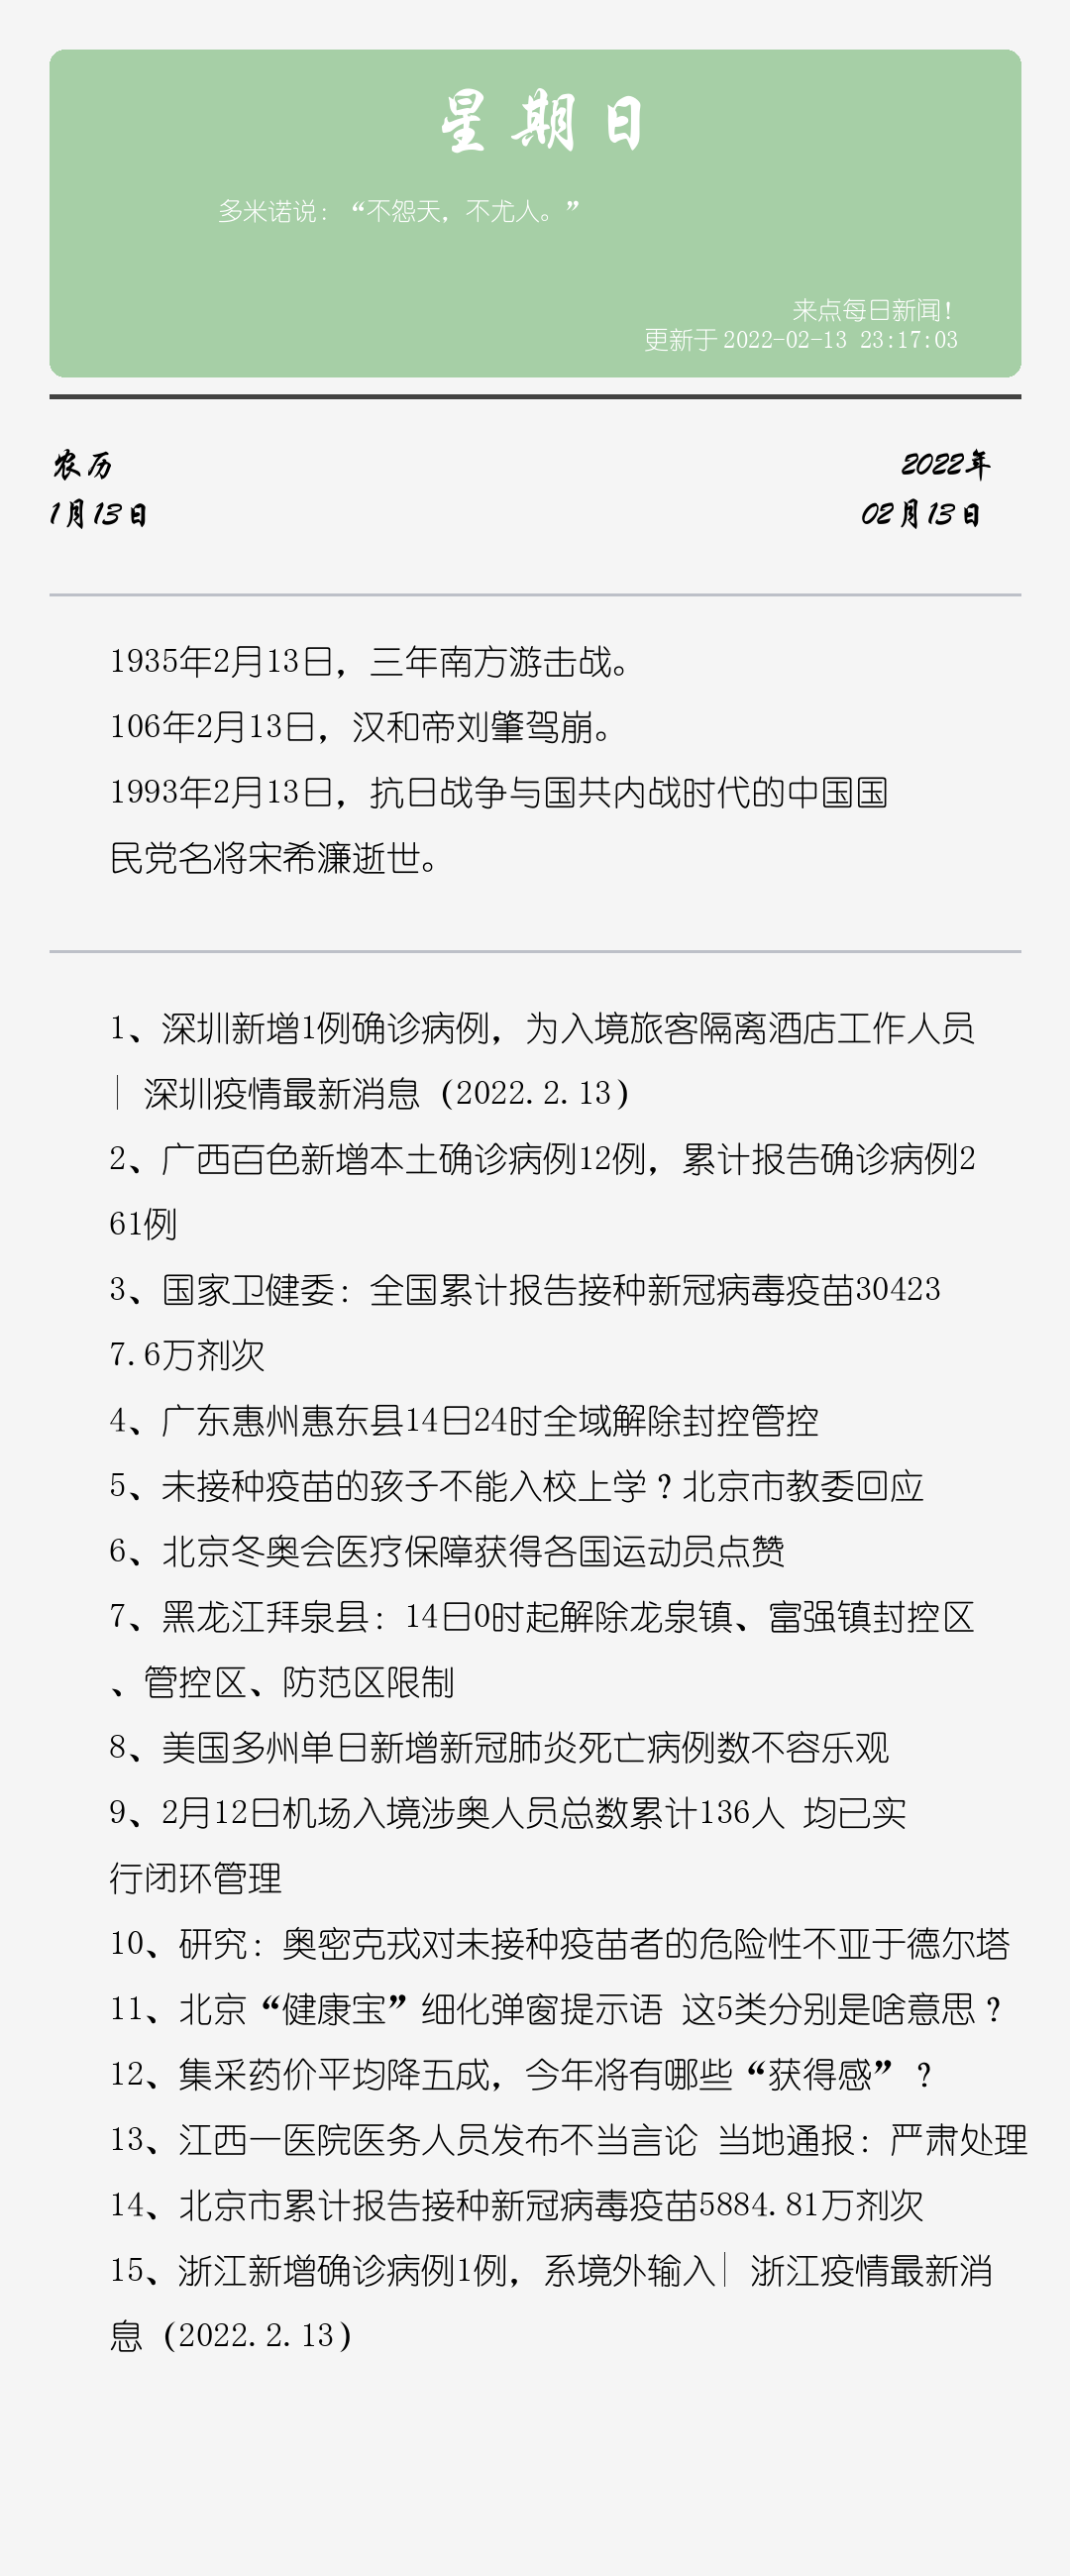 星期日
多米诺说：“不怨天，不尤人。”
来点每日新闻！
更新于 2022-02-13 23:17:03
农历
2022年
1月13日
02月13日
1935年2月13日，三年南方游击战。
106年2月13日，汉和帝刘肇驾崩。
1993年2月13日，抗日战争与国共内战时代的中国国
民党名将宋希濂逝世。
1、深圳新增1例确诊病例，为入境旅客隔离酒店工作人员
｜深圳疫情最新消息（2022.2.13）
2、广西百色新增本土确诊病例12例，累计报告确诊病例2
61例
3、国家卫健委：全国累计报告接种新冠病毒疫苗30423
7.6万剂次
4、广东惠州惠东县14日24时全域解除封控管控
5、未接种疫苗的孩子不能入校上学？北京市教委回应
6、北京冬奥会医疗保障获得各国运动员点赞
7、黑龙江拜泉县：14日0时起解除龙泉镇、富强镇封控区
、管控区、防范区限制
8、美国多州单日新增新冠肺炎死亡病例数不容乐观
9、2月12日机场入境涉奥人员总数累计136人 均已实
行闭环管理
10、研究：奥密克戎对未接种疫苗者的危险性不亚于德尔塔
11、北京“健康宝”细化弹窗提示语 这5类分别是啥意思？
12、集采药价平均降五成，今年将有哪些“获得感”？
13、江西一医院医务人员发布不当言论 当地通报：严肃处理
14、北京市累计报告接种新冠病毒疫苗5884.81万剂次
15、浙江新增确诊病例1例，系境外输入｜浙江疫情最新消
息（2022.2.13）